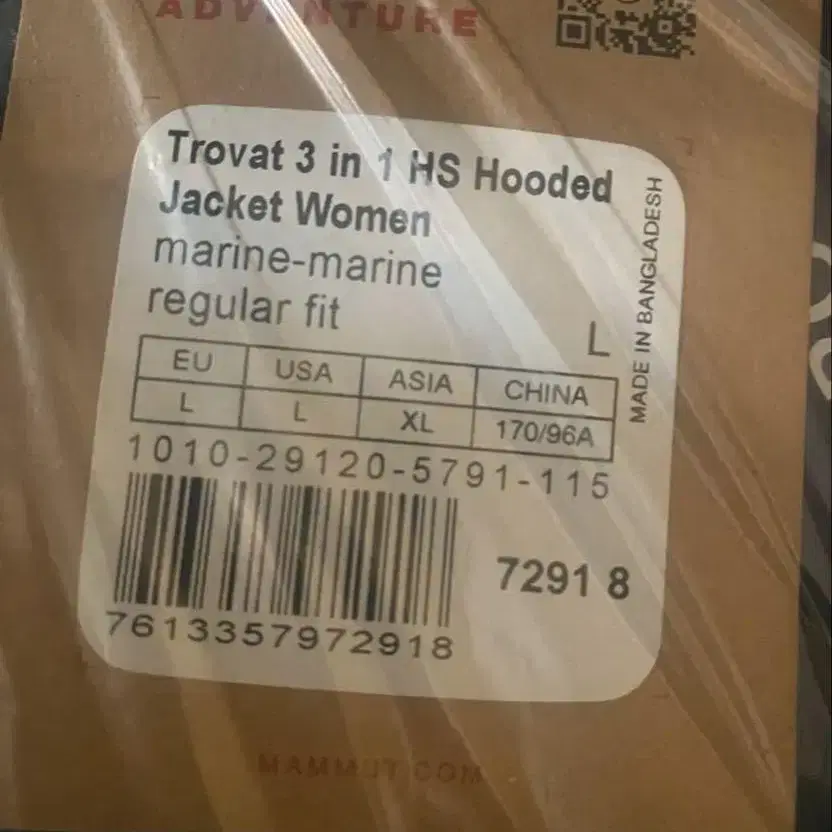 ADVENTURE
Trovat 3 in 1 HS Hooded
Jacket Women
marine-marine
regular fit
L
MADE IN BANGLADESH
EU USA ASIA CHINA
L L XL 170/96A
1010-29120-5791-115
7291 8
7613357972918
MAMMUT.COM